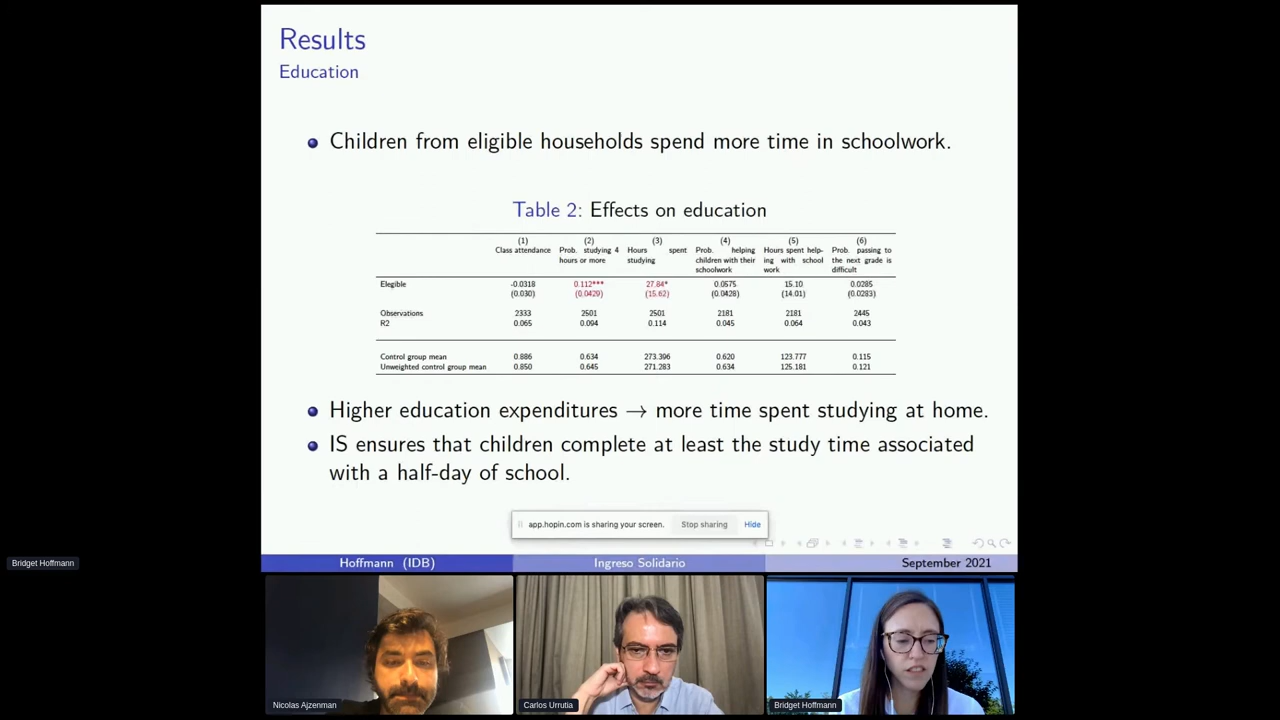 Results
Education
Children from eligible households spend more time in schoolwork.
Table 2: Effects on education
(1) (2) (3) (4) (5) (6)
Class attendance Prob. studying 4 Hours spent Prob. helping Hours spent help- Prob. passing to
hours or more studying children with their ing with school the next grade is
schoolwork work difficult
Elegible -0.0318 0.112*** 27.84* 0.0575 15.10 0.0285
(0.030) (0.0429) (15.62) (0.0428) (14.01) (0.0283)
Observations 2333 2501 2501 2181 2181 2445
R2 0.065 0.094 0.114 0.045 0.064 0.043
Control group mean 0.886 0.634 273.396 0.620 123.777 0.115
Unweighted control group mean 0.850 0.645 271.283 0.634 125.181 0.121
Higher education expenditures → more time spent studying at home.
IS ensures that children complete at least the study time associated
with a half-day of school.
app.hopin.com is sharing your screen. Stop sharing Hide
Hoffmann (IDB) Ingreso Solidario September 2021
Bridget Hoffmann
Nicolas Ajzenman Carlos Urrutia Bridget Hoffmann